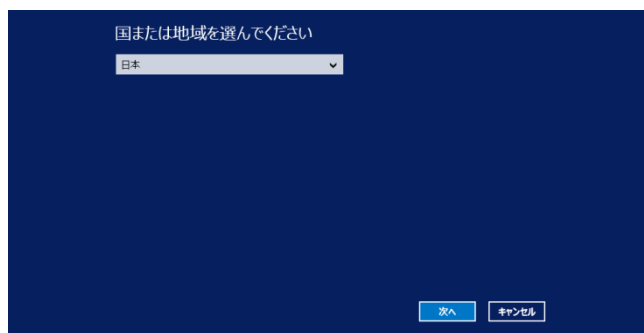 国または地域を選んでください
日本
次へ
キャンセル